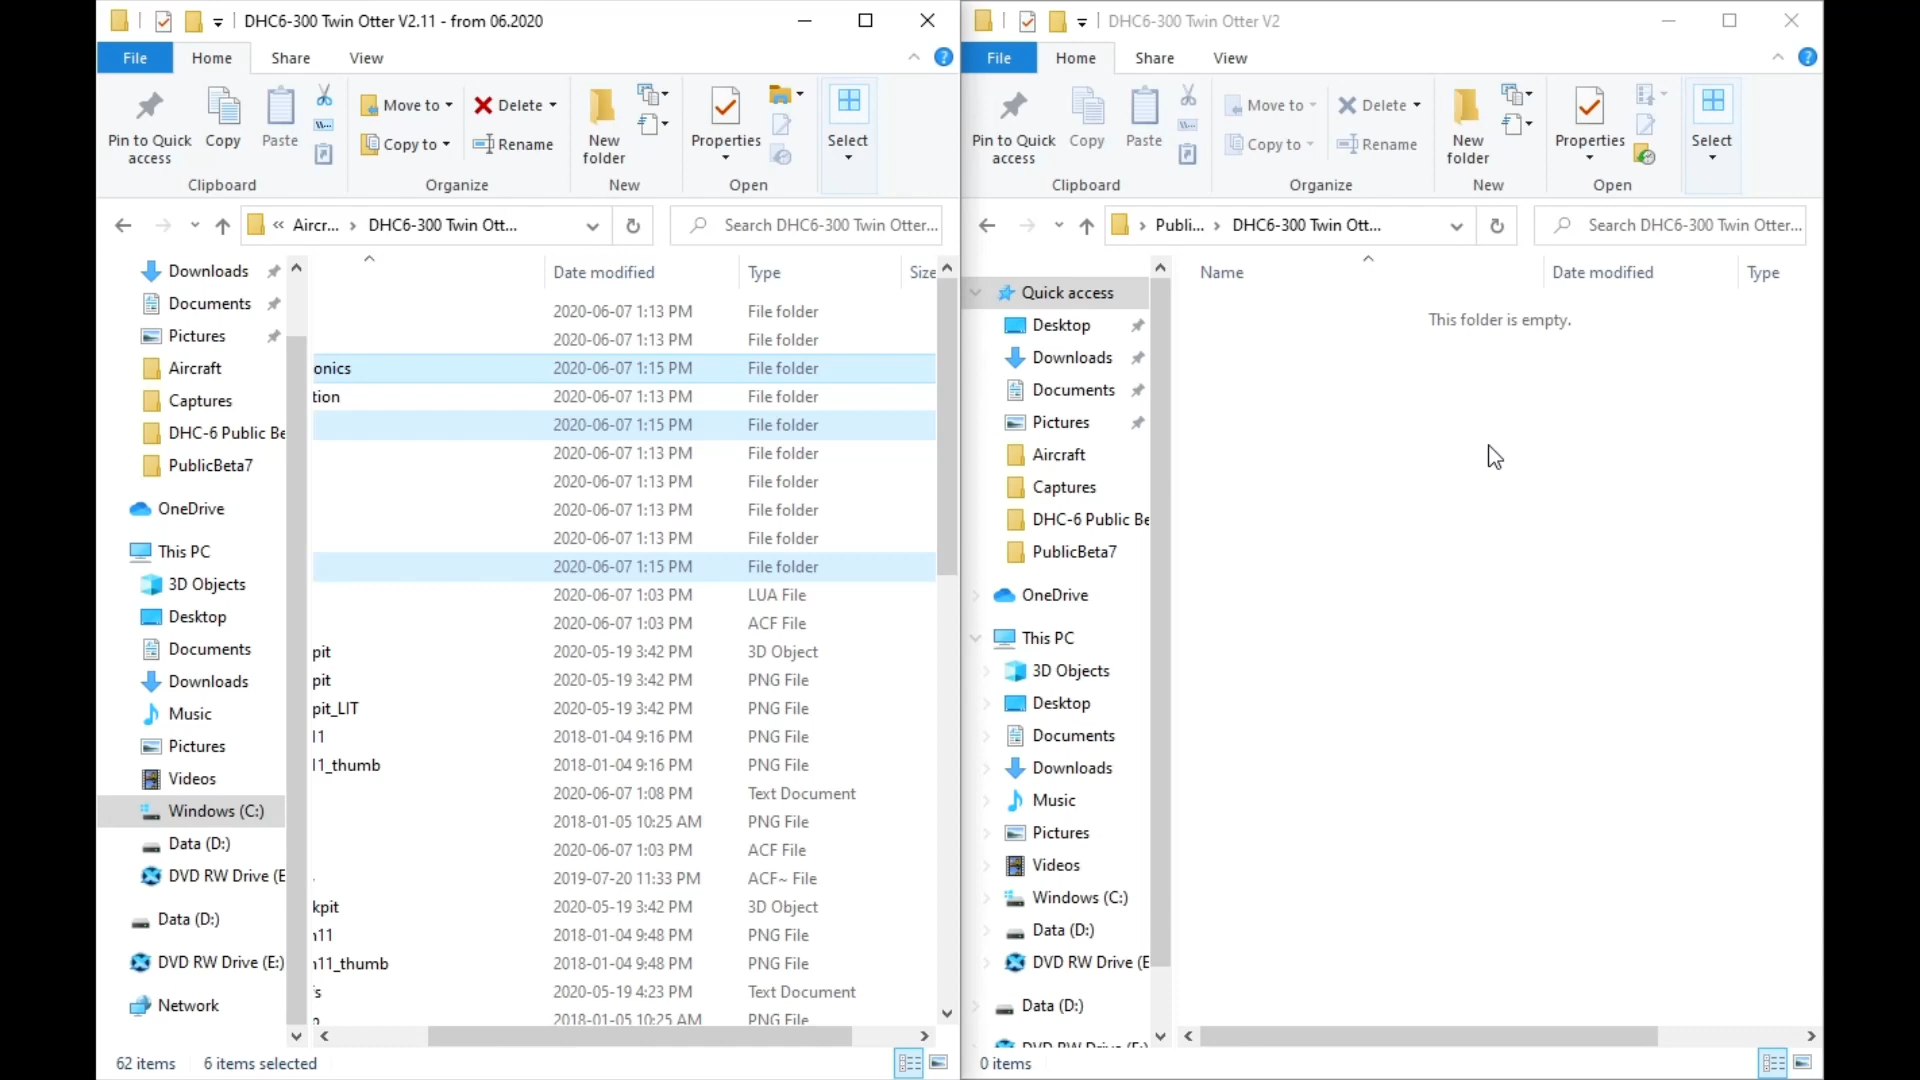 DHC6-300 Twin Otter V2.11 - from 06.2020
File
Home
Share
View
Pin to Quick access
Copy
Paste
Move to
Copy to
Delete
Rename
New folder
Properties
Select
Clipboard
Organize
New
Open
« Aircr... › DHC6-300 Twin Ott...
Search DHC6-300 Twin Otter...
Downloads
Documents
Pictures
Aircraft
Captures
DHC-6 Public Be
PublicBeta7
OneDrive
This PC
3D Objects
Desktop
Documents
Downloads
Music
Pictures
Videos
Windows (C:)
Data (D:)
DVD RW Drive (E
Data (D:)
DVD RW Drive (E:)
Network
Date modified Type Size
2020-06-07 1:13 PM File folder
2020-06-07 1:13 PM File folder
onics 2020-06-07 1:15 PM File folder
tion 2020-06-07 1:13 PM File folder
2020-06-07 1:15 PM File folder
2020-06-07 1:13 PM File folder
2020-06-07 1:13 PM File folder
2020-06-07 1:13 PM File folder
2020-06-07 1:13 PM File folder
2020-06-07 1:15 PM File folder
2020-06-07 1:03 PM LUA File
2020-06-07 1:03 PM ACF File
pit 2020-05-19 3:42 PM 3D Object
pit 2020-05-19 3:42 PM PNG File
pit_LIT 2020-05-19 3:42 PM PNG File
l1 2018-01-04 9:16 PM PNG File
l1_thumb 2018-01-04 9:16 PM PNG File
2020-06-07 1:08 PM Text Document
2018-01-05 10:25 AM PNG File
2020-06-07 1:03 PM ACF File
2019-07-20 11:33 PM ACF~ File
kpit 2020-05-19 3:42 PM 3D Object
11 2018-01-04 9:48 PM PNG File
11_thumb 2018-01-04 9:48 PM PNG File
s 2020-05-19 4:23 PM Text Document
2018-01-05 10:25 AM PNG File
62 items 6 items selected
DHC6-300 Twin Otter V2
File
Home
Share
View
Pin to Quick access
Copy
Paste
Move to
Copy to
Delete
Rename
New folder
Properties
Select
Clipboard
Organize
New
Open
› Publi... › DHC6-300 Twin Ott...
Search DHC6-300 Twin Otter...
Quick access
Desktop
Downloads
Documents
Pictures
Aircraft
Captures
DHC-6 Public Be
PublicBeta7
OneDrive
This PC
3D Objects
Desktop
Documents
Downloads
Music
Pictures
Videos
Windows (C:)
Data (D:)
DVD RW Drive (E
Data (D:)
DVD RW Drive (E:)
Name Date modified Type
This folder is empty.
0 items